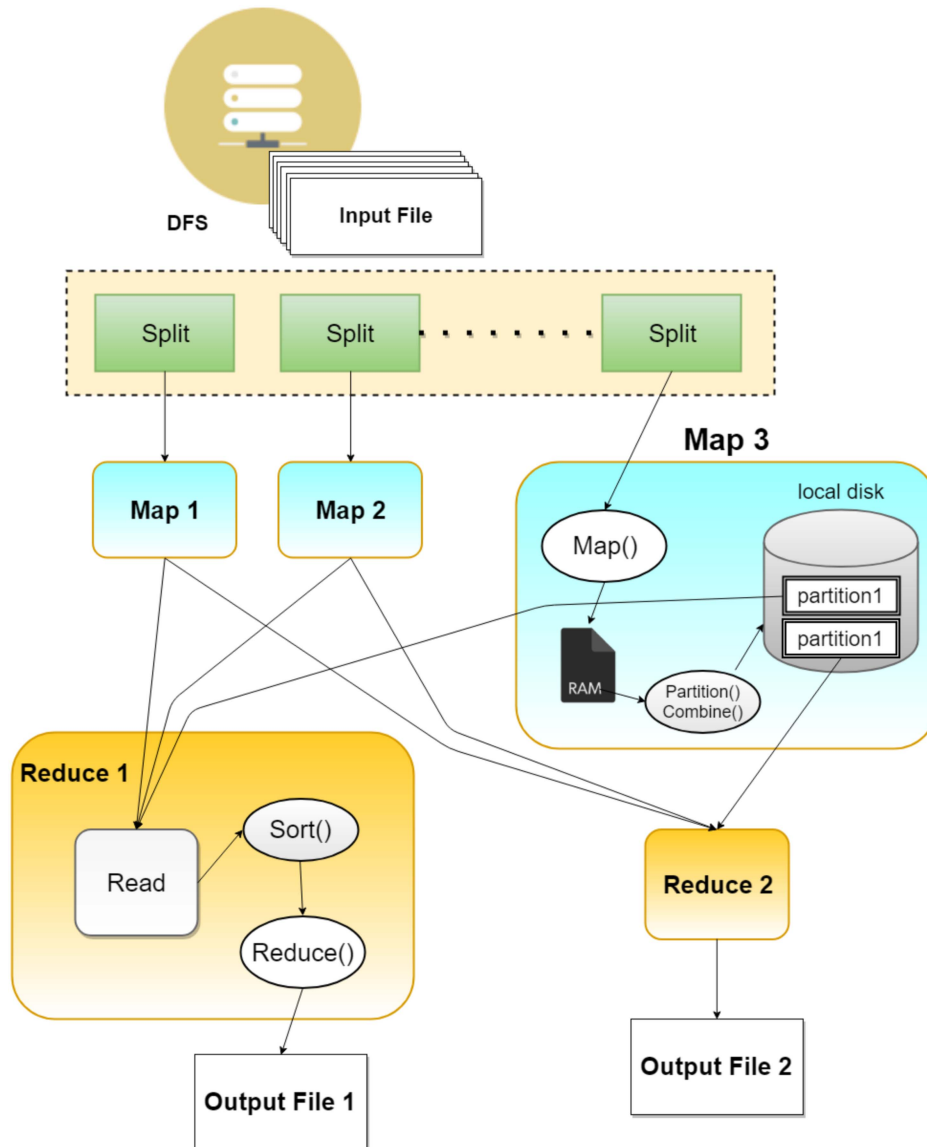 DFS
Input File
Split
Split
Split
Map 3
Map 1
Map 2
local disk
Map()
partition1
partition1
RAM
Partition()
Combine()
Reduce 1
Sort()
Read
Reduce 2
Reduce()
Output File 1
Output File 2